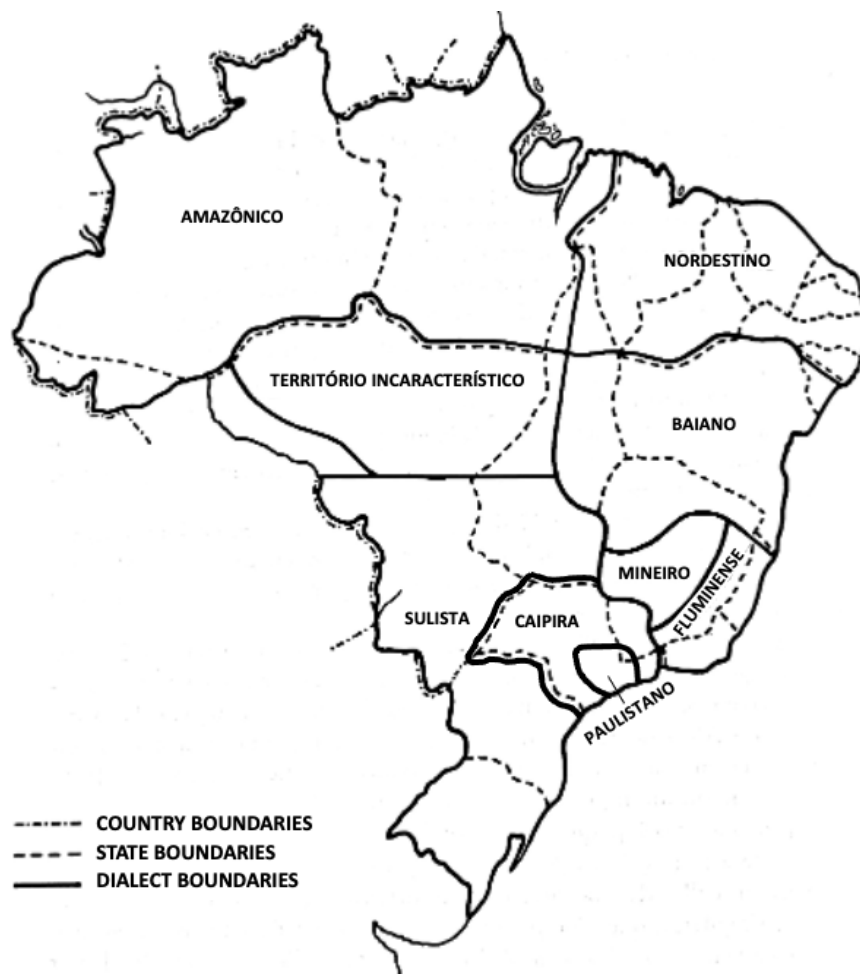 AMAZÔNICO
NORDESTINO
TERRITÓRIO INCARACTERÍSTICO
BAIANO
MINEIRO
FLUMINENSE
SULISTA
CAIPIRA
PAULISTANO
COUNTRY BOUNDARIES
STATE BOUNDARIES
DIALECT BOUNDARIES